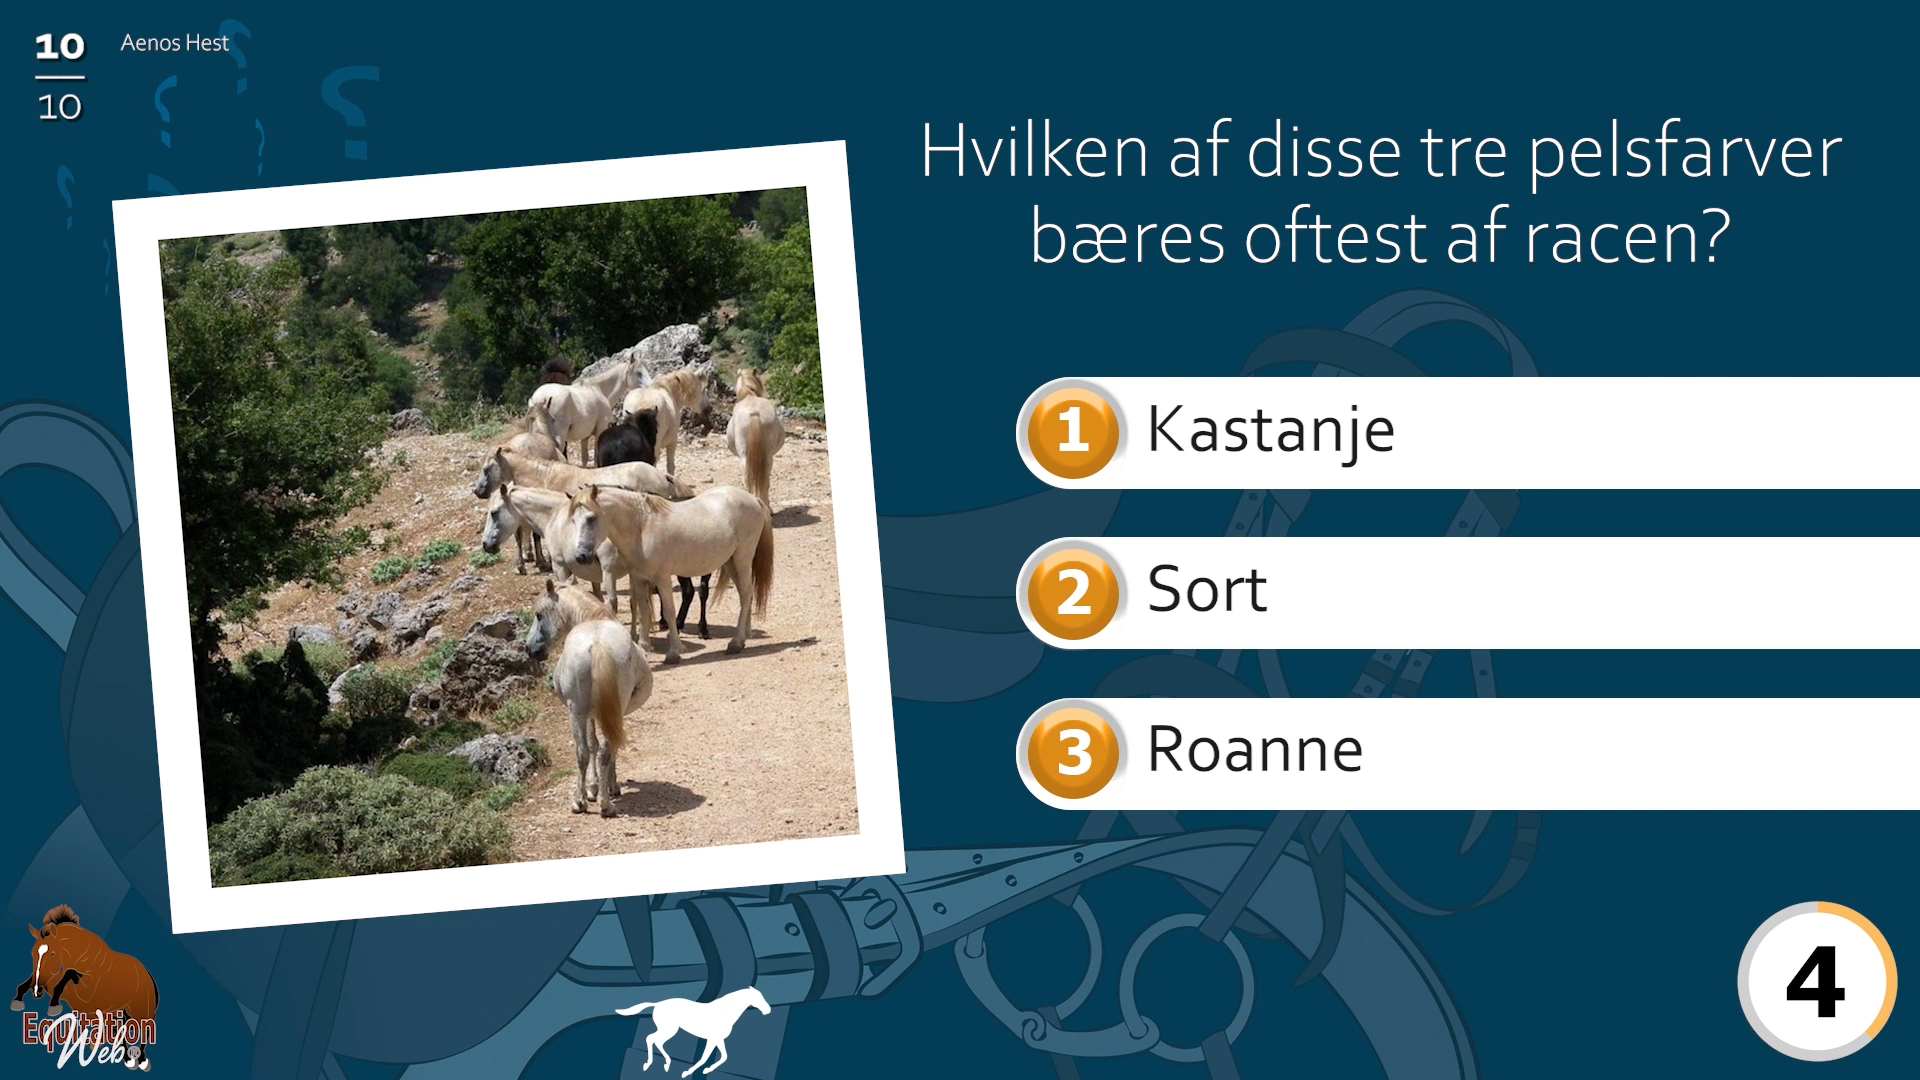 10
10
Aenos Hest
Hvilken af disse tre pelsfarver
bæres oftest af racen?
1 Kastanje
2 Sort
3 Roanne
4
Equitation
Web